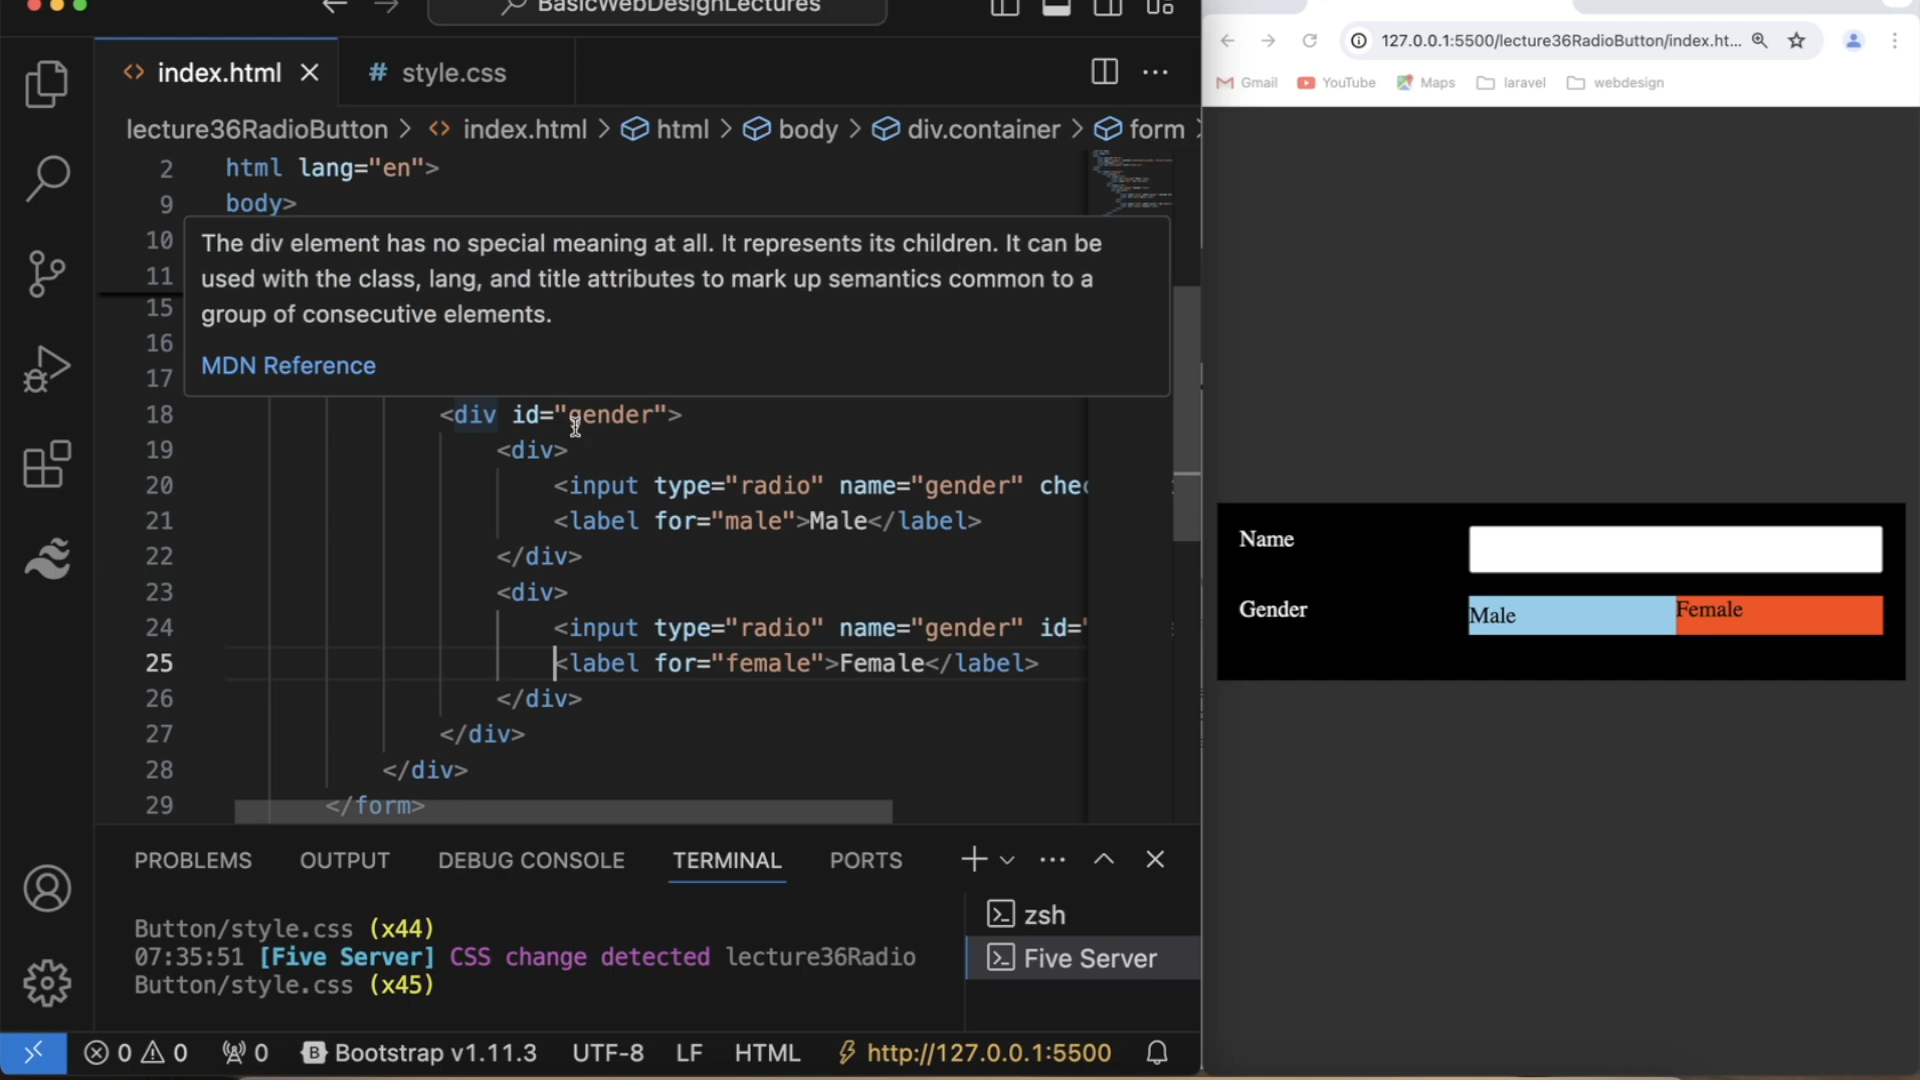 BasicWebDesignLectures
index.html
# style.css
lecture36RadioButton > index.html > html > body > div.container > form >
2 html lang="en">
9 body>
10
11
The div element has no special meaning at all. It represents its children. It can be
used with the class, lang, and title attributes to mark up semantics common to a
group of consecutive elements.
MDN Reference
15
16
17
18 <div id="gender">
19 <div>
20 <input type="radio" name="gender" chec
21 <label for="male">Male</label>
22 </div>
23 <div>
24 <input type="radio" name="gender" id="
25 <label for="female">Female</label>
26 </div>
27 </div>
28 </div>
29 </form>
PROBLEMS OUTPUT DEBUG CONSOLE TERMINAL PORTS
Button/style.css (x44)
07:35:51 [Five Server] CSS change detected lecture36Radio
Button/style.css (x45)
zsh
Five Server
0 0 0 B Bootstrap v1.11.3 UTF-8 LF HTML http://127.0.0.1:5500
127.0.0.1:5500/lecture36RadioButton/index.ht...
Gmail YouTube Maps laravel webdesign
Name
Gender Male Female